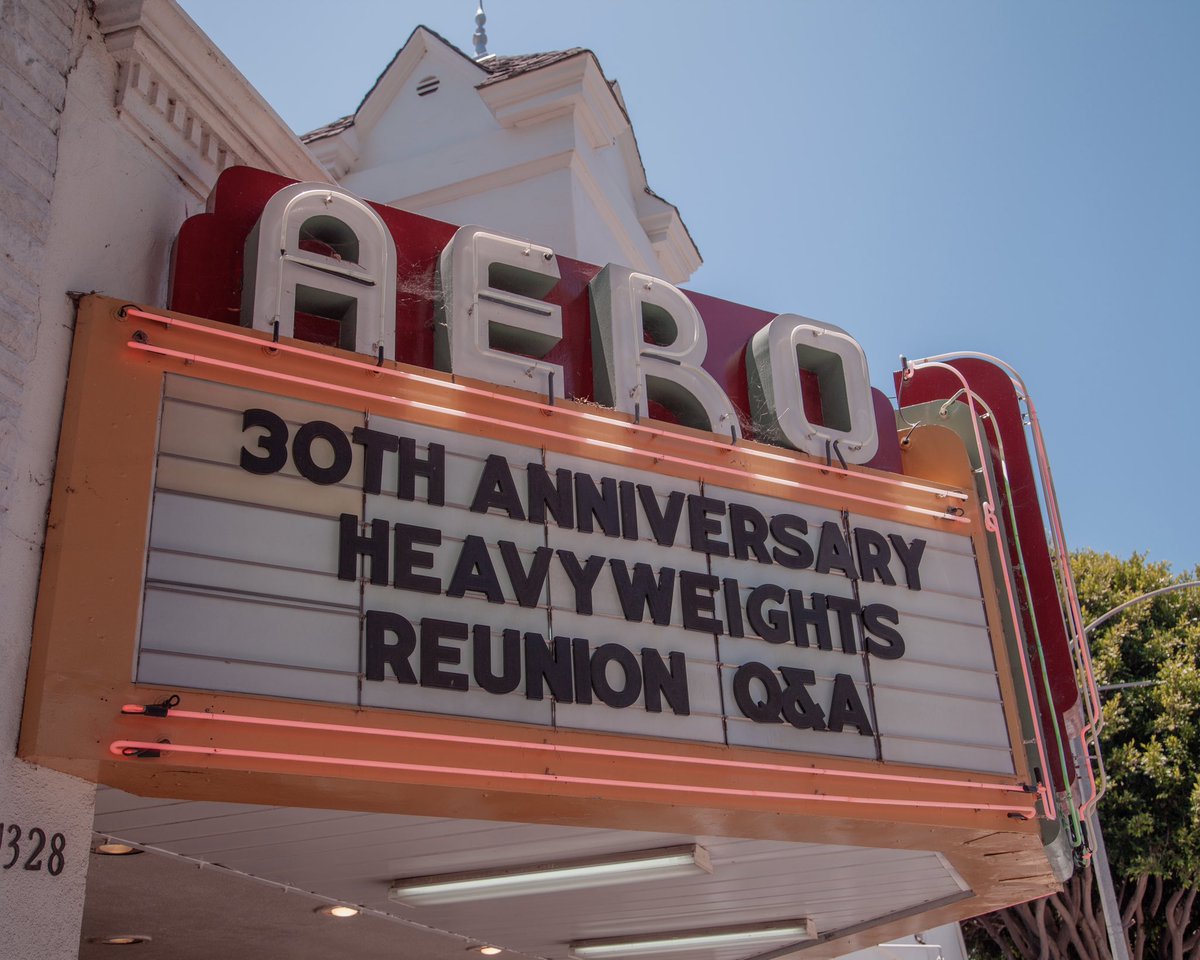 AERO
30TH ANNIVERSARY
HEAVYWEIGHTS
REUNION Q&A
1328